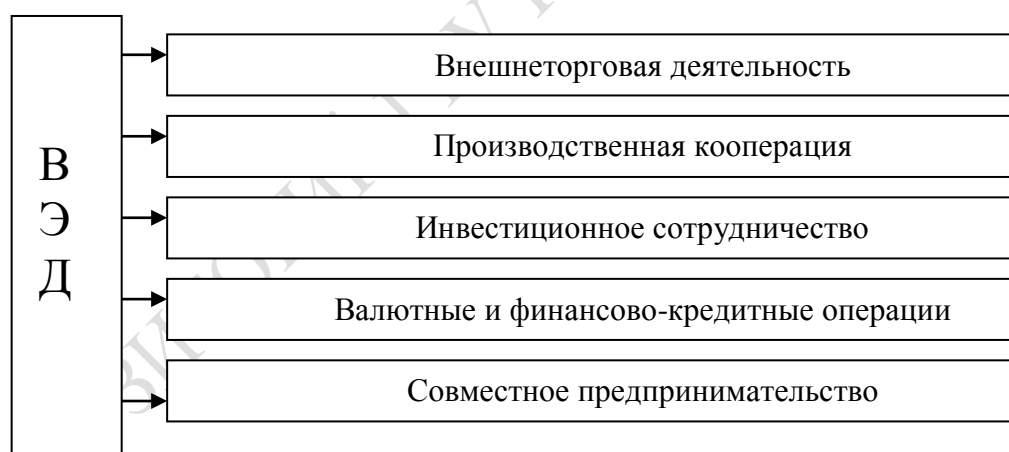 В
Э
Д
Внешнеторговая деятельность
Производственная кооперация
Инвестиционное сотрудничество
Валютные и финансово-кредитные операции
Совместное предпринимательство